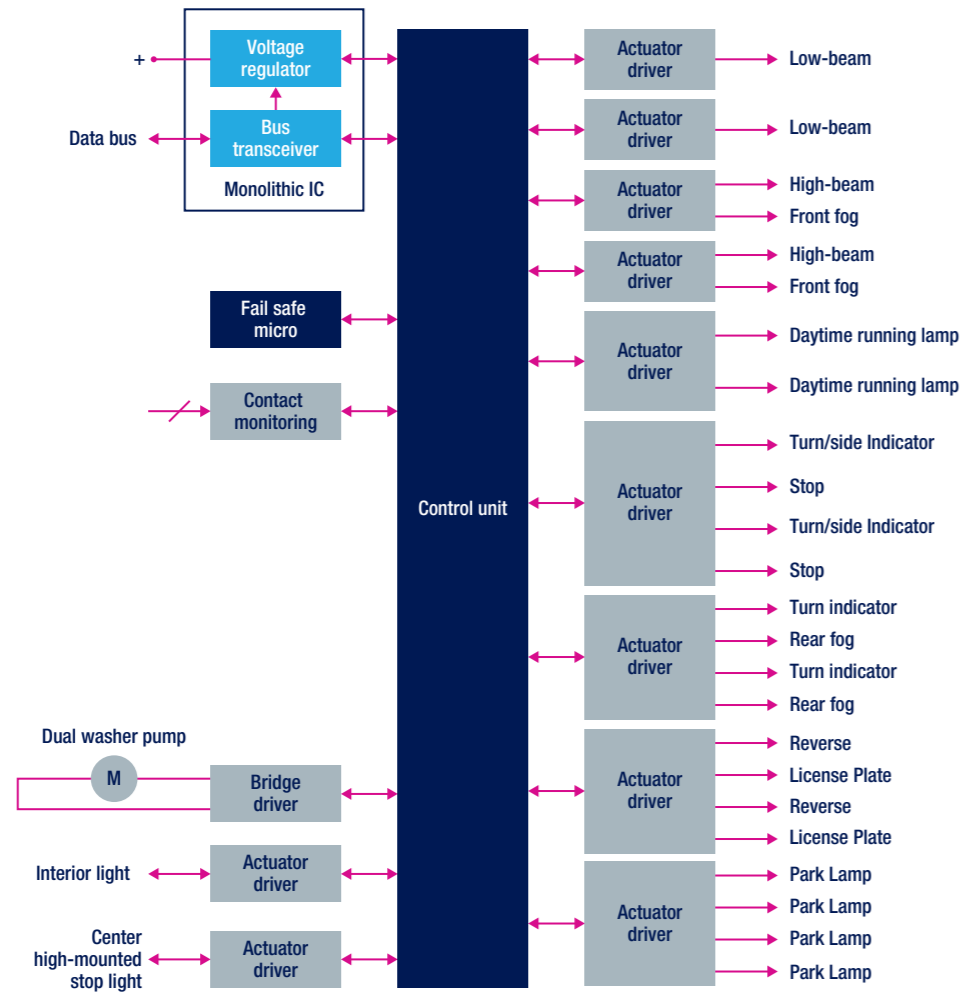 +
Voltage
regulator
Data bus
Bus
transceiver
Monolithic IC
Fail safe
micro
Contact
monitoring
Dual washer pump
M
Bridge
driver
Interior light
Actuator
driver
Center
high-mounted
stop light
Actuator
driver
Control unit
Actuator
driver
Low-beam
Actuator
driver
Low-beam
Actuator
driver
High-beam
Front fog
Actuator
driver
High-beam
Front fog
Actuator
driver
Daytime running lamp
Daytime running lamp
Actuator
driver
Turn/side Indicator
Stop
Turn/side Indicator
Stop
Actuator
driver
Turn indicator
Rear fog
Turn indicator
Rear fog
Actuator
driver
Reverse
License Plate
Reverse
License Plate
Actuator
driver
Park Lamp
Park Lamp
Park Lamp
Park Lamp